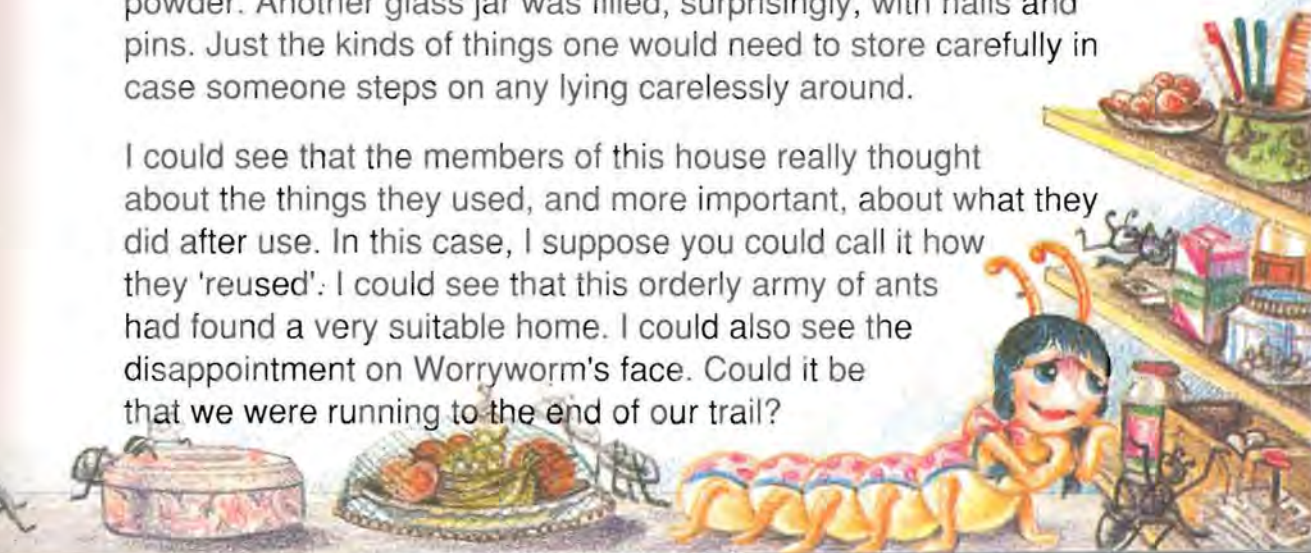 powder. Another glass jar was filled, surprisingly, with nails and
pins. Just the kinds of things one would need to store carefully in
case someone steps on any lying carelessly around.
I could see that the members of this house really thought
about the things they used, and more important, about what they
did after use. In this case, I suppose you could call it how
they 'reused'. I could see that this orderly army of ants
had found a very suitable home. I could also see the
disappointment on Worryworm's face. Could it be
that we were running to the end of our trail?